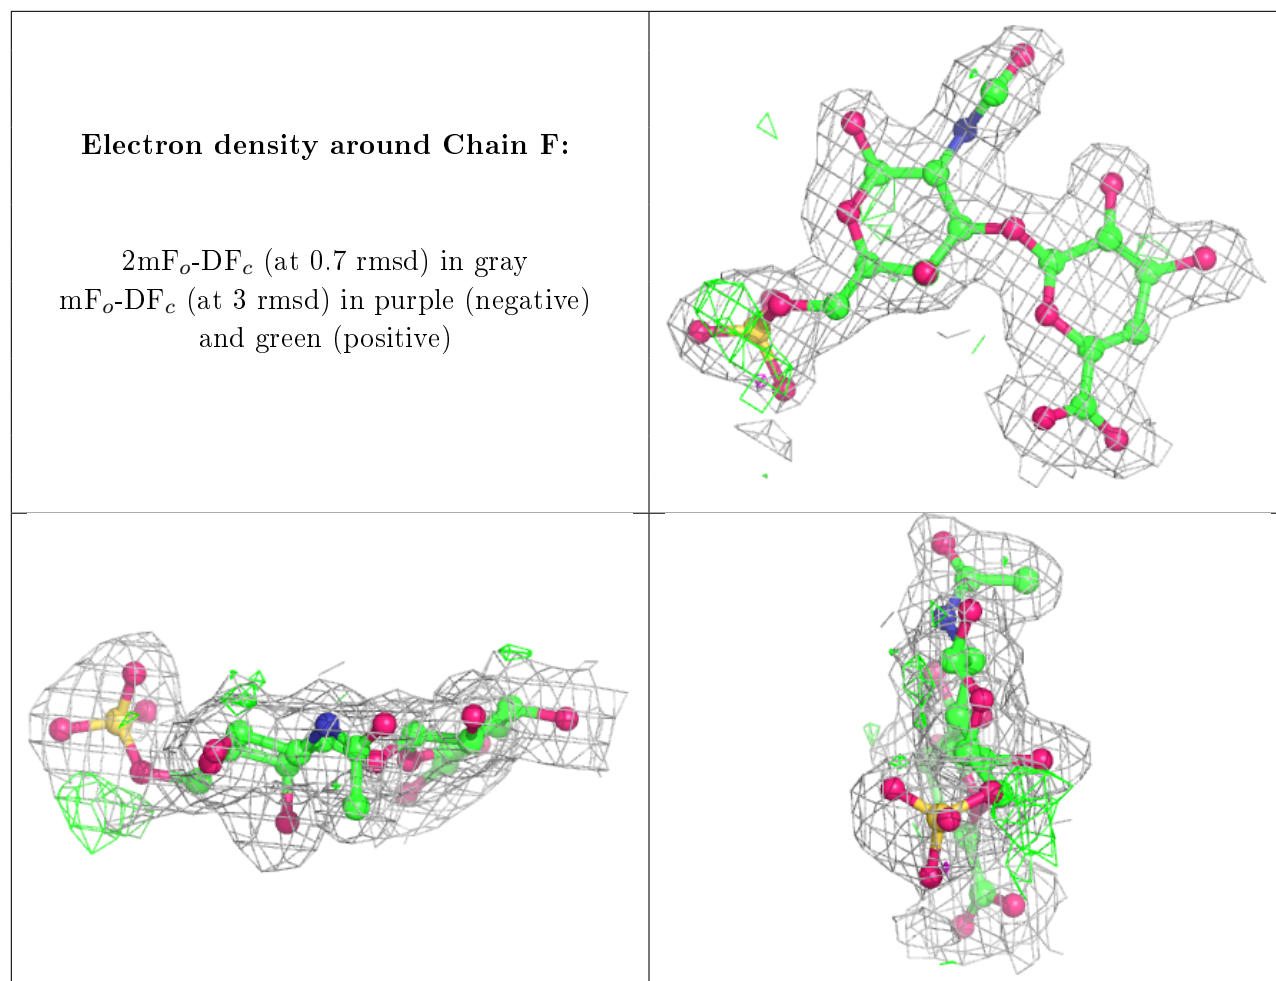 Electron density around Chain F:
2mFₒ-DF𝒸 (at 0.7 rmsd) in gray
mFₒ-DF𝒸 (at 3 rmsd) in purple (negative)
and green (positive)